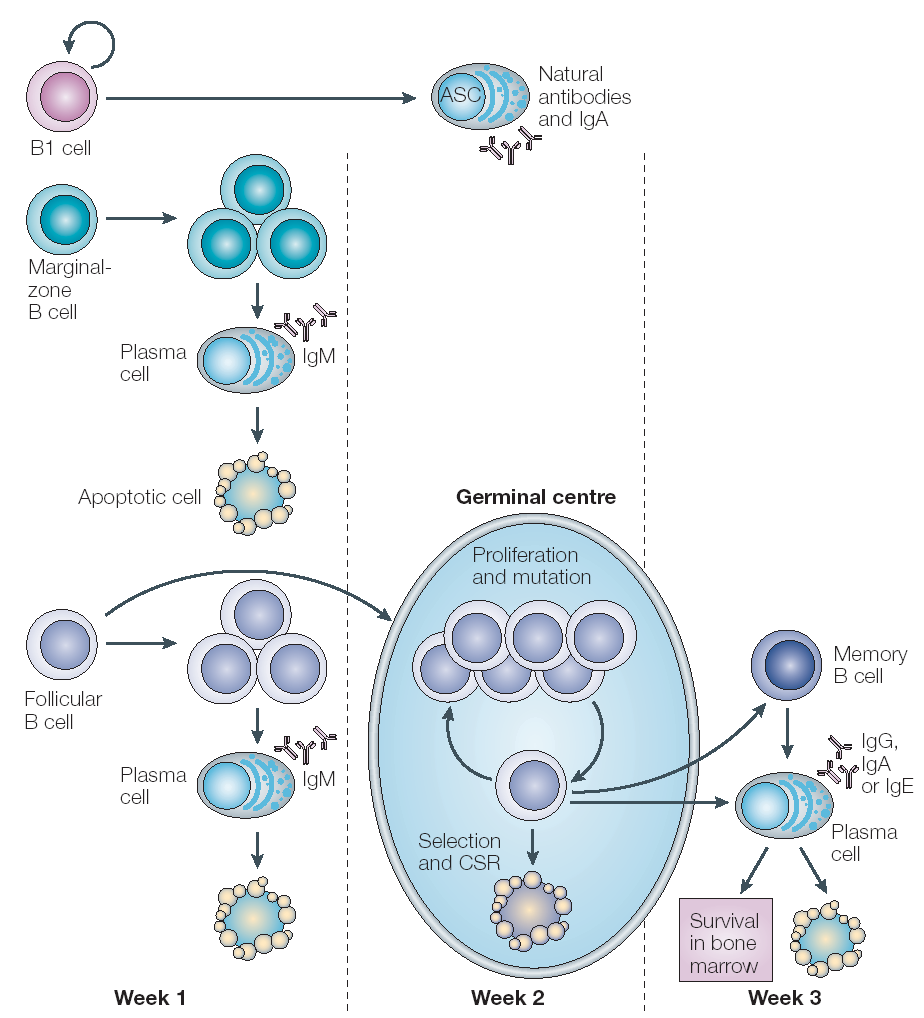 ASC
Natural
antibodies
and IgA
B1 cell
Marginal-
zone
B cell
Plasma
cell
IgM
Apoptotic cell
Germinal centre
Proliferation
and mutation
Follicular
B cell
Memory
B cell
Plasma
cell
IgM
IgG,
IgA
or IgE
Selection
and CSR
Plasma
cell
Survival
in bone
marrow
Week 1
Week 2
Week 3